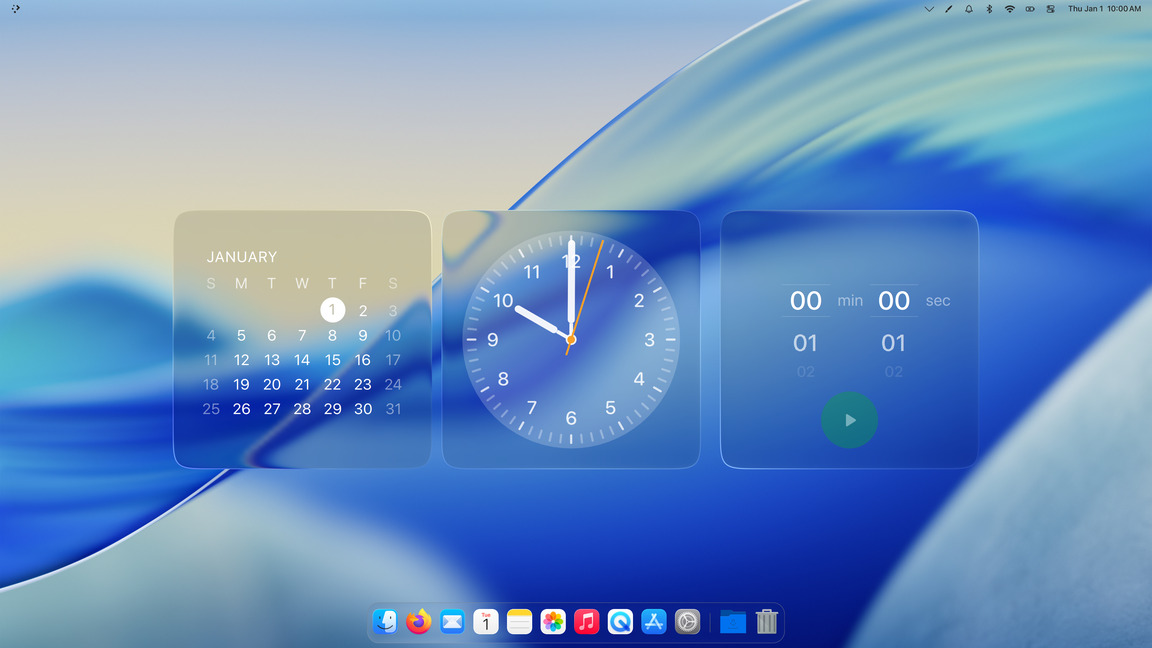 Thu Jan 1 10:00 AM
JANUARY
S M T W T F S
1 2 3
4 5 6 7 8 9 10
11 12 13 14 15 16 17
18 19 20 21 22 23 24
25 26 27 28 29 30 31
12
11 1
10 2
9 3
8 4
7 5
6
00 min 00 sec
01 01
02 02
Tue
1